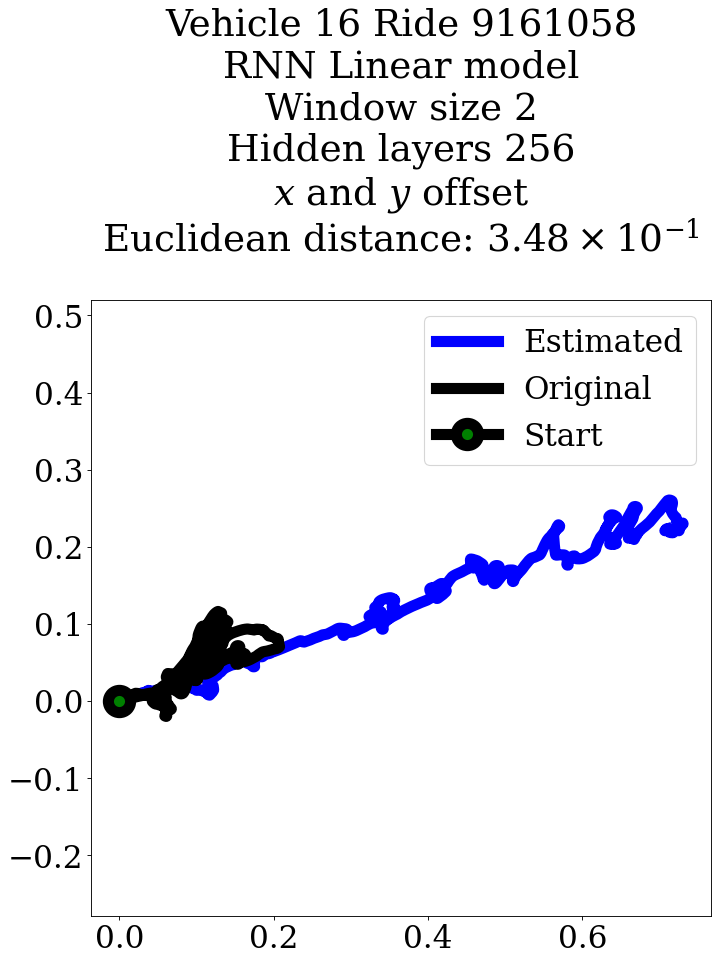 Vehicle 16 Ride 9161058
RNN Linear model
Window size 2
Hidden layers 256
x and y offset
Euclidean distance: 3.48 × 10⁻¹
Estimated
Original
Start
0.5
0.4
0.3
0.2
0.1
0.0
−0.1
−0.2
0.0 0.2 0.4 0.6